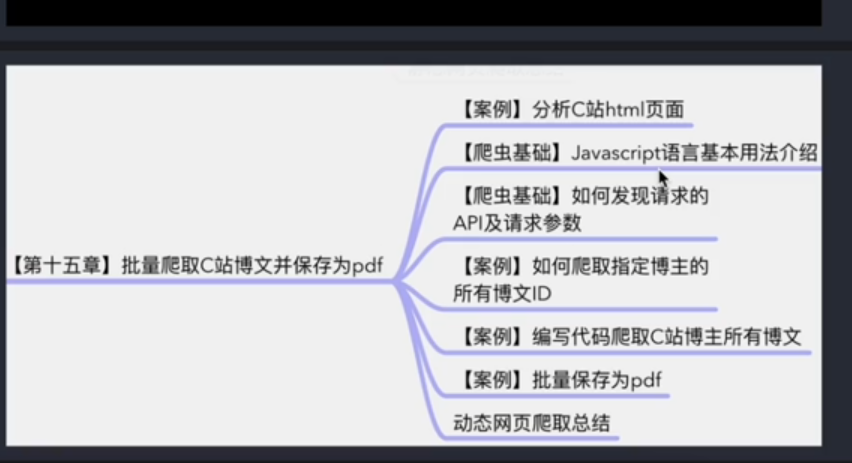 【案例】分析C站html页面
【爬虫基础】Javascript语言基本用法介绍
【爬虫基础】如何发现请求的
API及请求参数
【第十五章】批量爬取C站博文并保存为pdf
【案例】如何爬取指定博主的
所有博文ID
【案例】编写代码爬取C站博主所有博文
【案例】批量保存为pdf
动态网页爬取总结